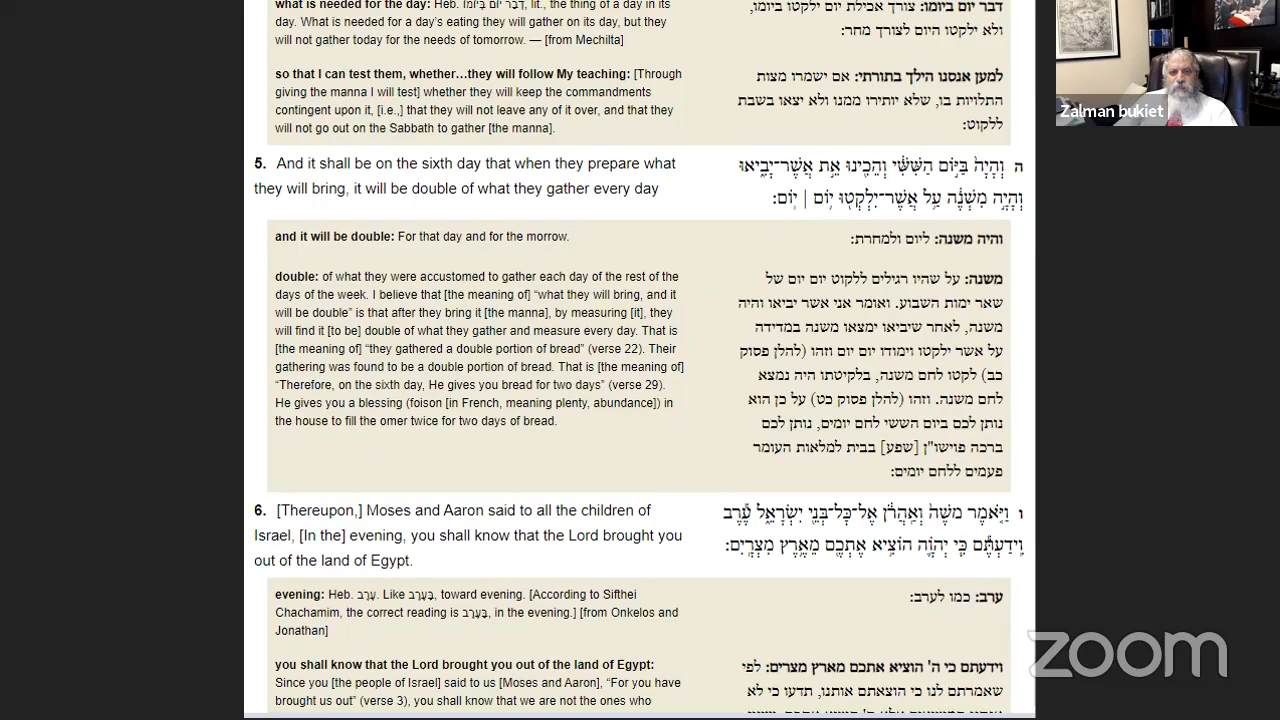 what is needed for the day: Heb. דְּבַר יוֹם בְּיוֹמוֹ, lit., the thing of a day in its
day. What is needed for a day's eating they will gather on its day, but they
will not gather today for the needs of tomorrow. — [from Mechilta]
דבר יום ביומו: צורך אכילת יום ילקטו ביומו,
ולא ילקטו היום לצורך מחר:
so that I can test them, whether…they will follow My teaching: [Through
giving the manna I will test] whether they will keep the commandments
contingent upon it, [i.e.,] that they will not leave any of it over, and that they
will not go out on the Sabbath to gather [the manna].
למען אנסנו הילך בתורתי: אם ישמרו מצות
התלויות בו, שלא יותירו ממנו ולא יצאו בשבת
ללקוט:
5. And it shall be on the sixth day that when they prepare what
they will bring, it will be double of what they gather every day
ה וְהָיָה֙ בַּיּ֣וֹם הַשִּׁשִּׁ֔י וְהֵכִ֖ינוּ אֵ֣ת אֲשֶׁר־יָבִ֑יאוּ
וְהָיָ֣ה מִשְׁנֶ֔ה עַ֥ל אֲשֶׁר־יִלְקְט֖וּ י֥וֹם | יֽוֹם:
and it will be double: For that day and for the morrow.
והיה משנה: ליום ולמחרת:
double: of what they were accustomed to gather each day of the rest of the
days of the week. I believe that [the meaning of] “what they will bring, and it
will be double” is that after they bring it [the manna], by measuring [it], they
will find it [to be] double of what they gather and measure every day. That is
[the meaning of] “they gathered a double portion of bread” (verse 22). Their
gathering was found to be a double portion of bread. That is [the meaning of]
“Therefore, on the sixth day, He gives you bread for two days” (verse 29).
He gives you a blessing (foison [in French, meaning plenty, abundance]) in
the house to fill the omer twice for two days of bread.
משנה: על שהיו רגילים ללקוט יום יום של
שאר ימות השבוע. ואומר אני אשר יביאו והיה
משנה, לאחר שיביאו ימצאו משנה במדידה
על אשר ילקטו וימודו יום יום וזהו (להלן פסוק
כב) לקטו לחם משנה, בלקיטתו היה נמצא
לחם משנה. וזהו (להלן פסוק כט) על כן הוא
נותן לכם ביום הששי לחם יומים, נותן לכם
ברכה פוישו"ן [שפע] בבית למלאות העומר
פעמים ללחם יומים:
6. [Thereupon,] Moses and Aaron said to all the children of
Israel, [In the] evening, you shall know that the Lord brought you
out of the land of Egypt.
ו וַיֹּ֤אמֶר משֶׁה֙ וְאַֽהֲרֹ֔ן אֶל־כָּל־בְּנֵ֖י יִשְׂרָאֵ֑ל עֶ֕רֶב
וִֽידַעְתֶּ֕ם כִּ֧י יְהֹוָ֛ה הוֹצִ֥יא אֶתְכֶ֖ם מֵאֶ֥רֶץ מִצְרָֽיִם:
evening: Heb. עֶרֶב. Like בָּעֶרֶב, toward evening. [According to Sifthei
Chachamim, the correct reading is בָּעֶרֶב, in the evening.] [from Onkelos and
Jonathan]
ערב: כמו לערב:
you shall know that the Lord brought you out of the land of Egypt:
Since you [the people of Israel] said to us [Moses and Aaron], “For you have
brought us out” (verse 3), you shall know that we are not the ones who
וידעתם כי ה' הוציא אתכם מארץ מצרים: לפי
שאמרתם לנו כי הוצאתם אותנו, תדעו כי לא
Zalman bukiet
zoom